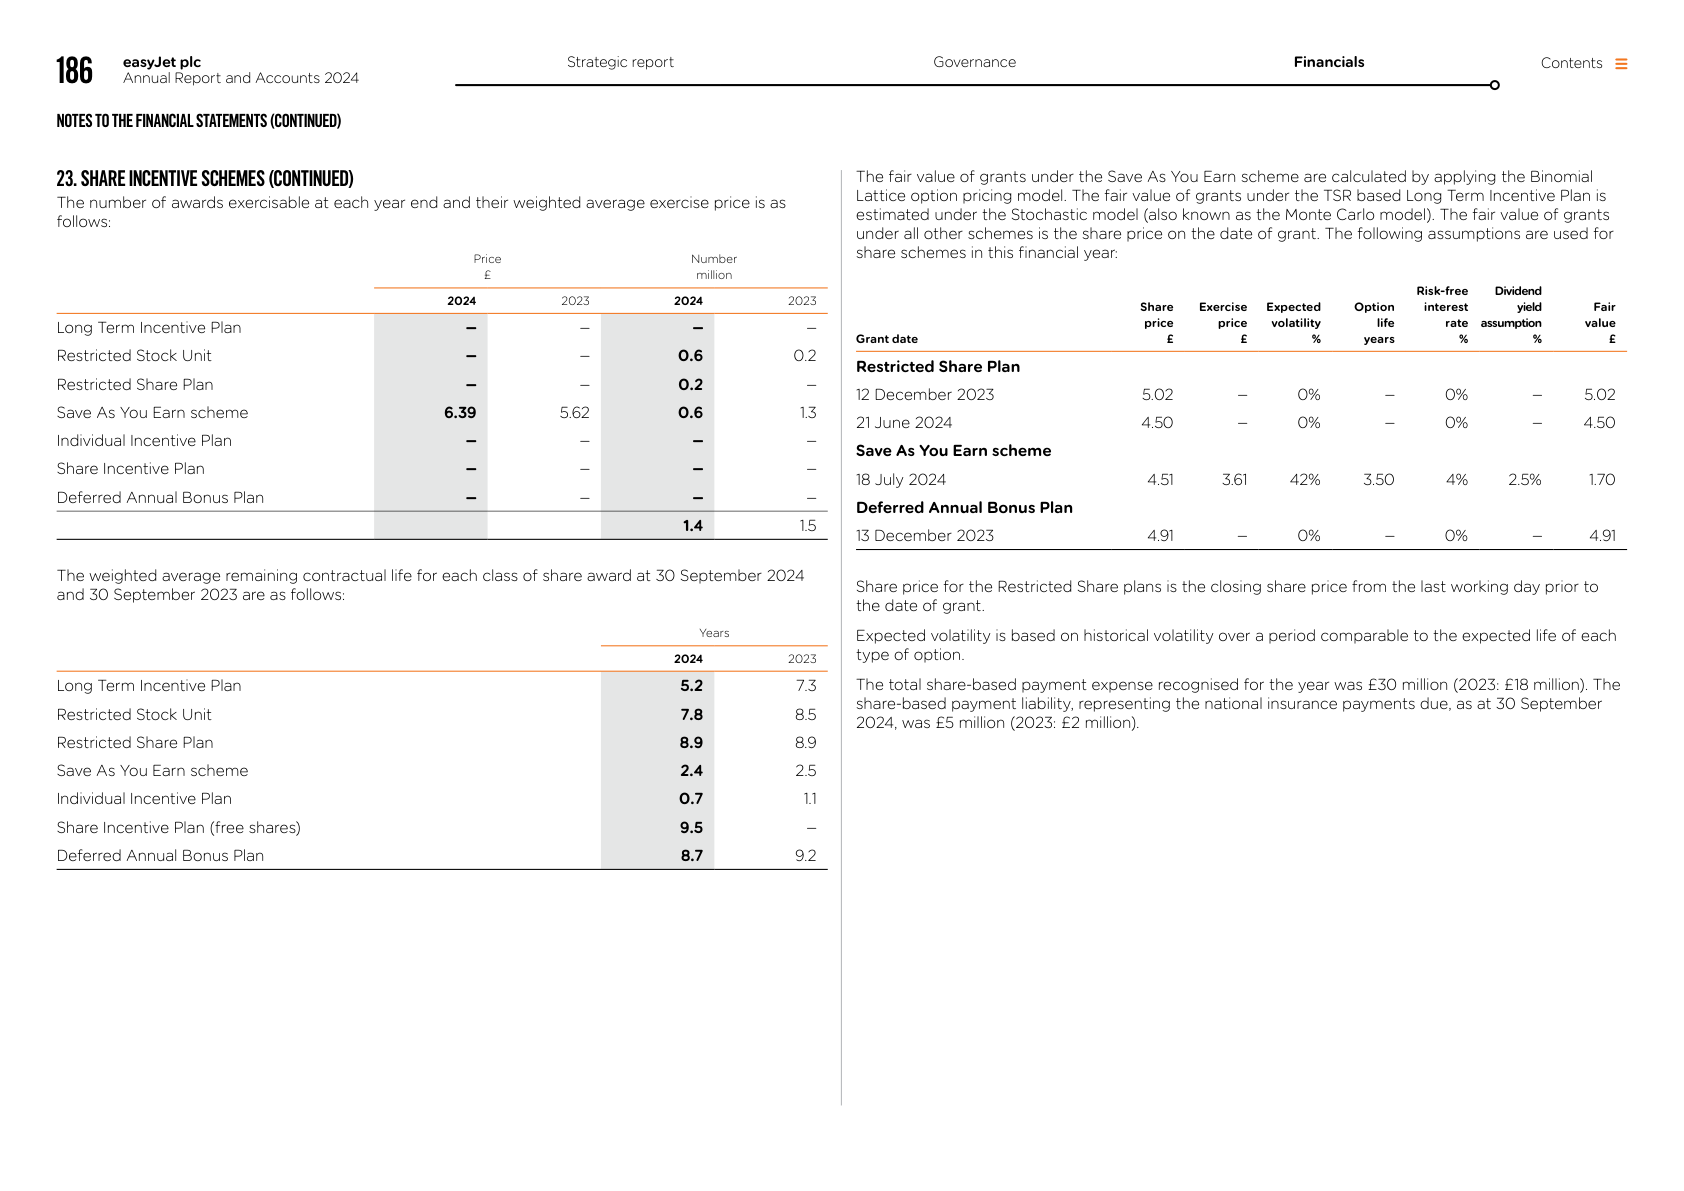 186
easyJet plc
Annual Report and Accounts 2024
Strategic report
Governance
Financials
Contents
NOTES TO THE FINANCIAL STATEMENTS (CONTINUED)
23. SHARE INCENTIVE SCHEMES (CONTINUED)
The number of awards exercisable at each year end and their weighted average exercise price is as
follows:
Price Number
£ million
2024 2023 2024 2023
Long Term Incentive Plan – – – –
Restricted Stock Unit – – 0.6 0.2
Restricted Share Plan – – 0.2 –
Save As You Earn scheme 6.39 5.62 0.6 1.3
Individual Incentive Plan – – – –
Share Incentive Plan – – – –
Deferred Annual Bonus Plan – – – –
1.4 1.5
The weighted average remaining contractual life for each class of share award at 30 September 2024
and 30 September 2023 are as follows:
Years
2024 2023
Long Term Incentive Plan 5.2 7.3
Restricted Stock Unit 7.8 8.5
Restricted Share Plan 8.9 8.9
Save As You Earn scheme 2.4 2.5
Individual Incentive Plan 0.7 1.1
Share Incentive Plan (free shares) 9.5 –
Deferred Annual Bonus Plan 8.7 9.2
The fair value of grants under the Save As You Earn scheme are calculated by applying the Binomial
Lattice option pricing model. The fair value of grants under the TSR based Long Term Incentive Plan is
estimated under the Stochastic model (also known as the Monte Carlo model). The fair value of grants
under all other schemes is the share price on the date of grant. The following assumptions are used for
share schemes in this financial year:
Risk-free Dividend
Share Exercise Expected Option interest yield Fair
price price volatility life rate assumption value
Grant date £ £ % years % % £
Restricted Share Plan
12 December 2023 5.02 – 0% – 0% – 5.02
21 June 2024 4.50 – 0% – 0% – 4.50
Save As You Earn scheme
18 July 2024 4.51 3.61 42% 3.50 4% 2.5% 1.70
Deferred Annual Bonus Plan
13 December 2023 4.91 – 0% – 0% – 4.91
Share price for the Restricted Share plans is the closing share price from the last working day prior to
the date of grant.
Expected volatility is based on historical volatility over a period comparable to the expected life of each
type of option.
The total share-based payment expense recognised for the year was £30 million (2023: £18 million). The
share-based payment liability, representing the national insurance payments due, as at 30 September
2024, was £5 million (2023: £2 million).